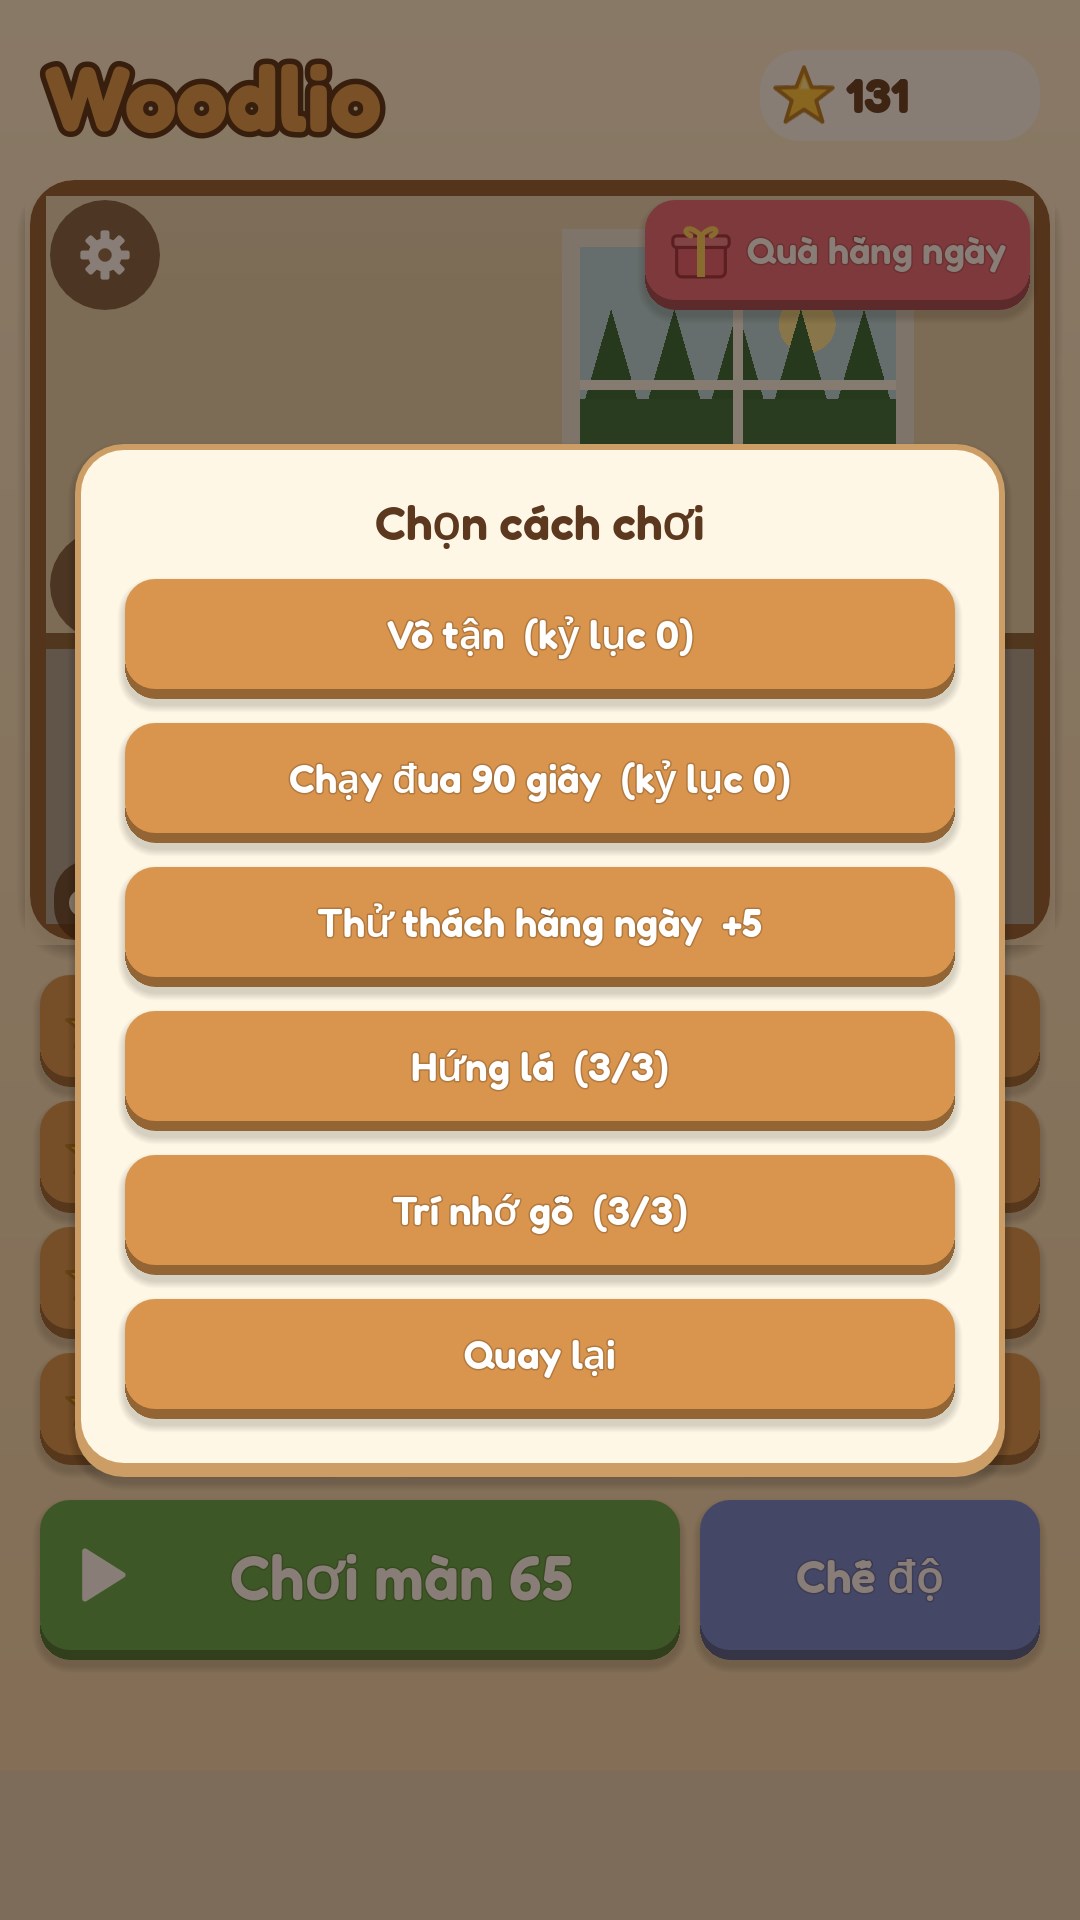 Woodlio
131
Quà hằng ngày
Chọn cách chơi
Vô tận (kỷ lục 0)
Chạy đua 90 giây (kỷ lục 0)
Thử thách hằng ngày +5
Hứng lá (3/3)
Trí nhớ gỗ (3/3)
Quay lại
Chơi màn 65
Chế độ